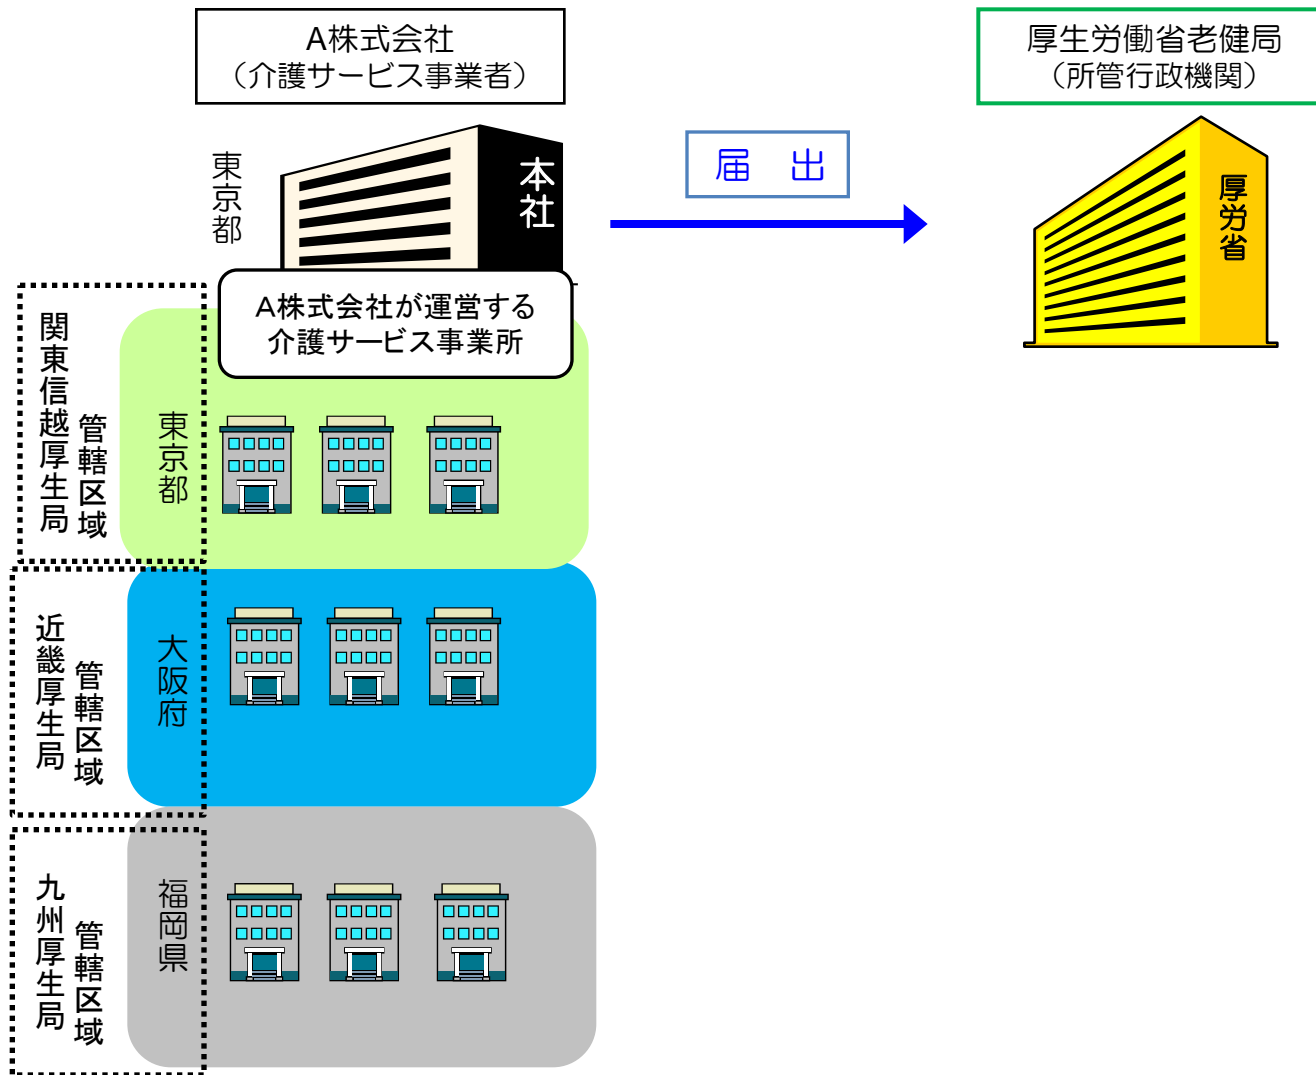 A株式会社
（介護サービス事業者）
厚生労働省老健局
（所管行政機関）
東京都
本社
届　出
厚労省
A株式会社が運営する
介護サービス事業所
関東信越厚生局
管轄区域
東京都
近畿厚生局
管轄区域
大阪府
九州厚生局
管轄区域
福岡県